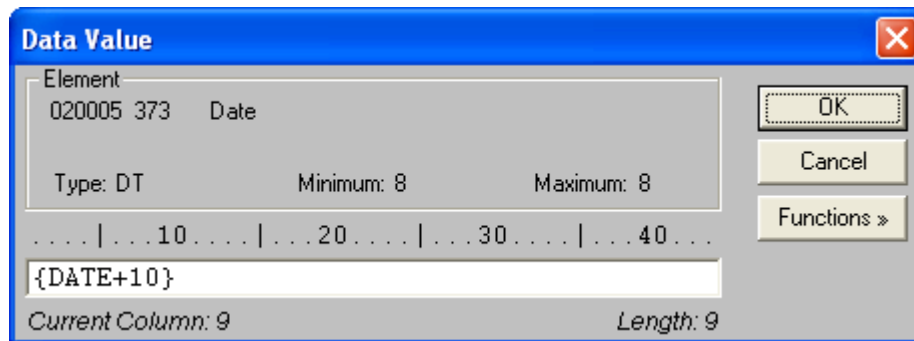 Data Value
Element
020005 373 Date
Type: DT Minimum: 8 Maximum: 8
OK
Cancel
Functions »
....|...10....|...20....|...30....|...40...
{DATE+10}
Current Column: 9 Length: 9